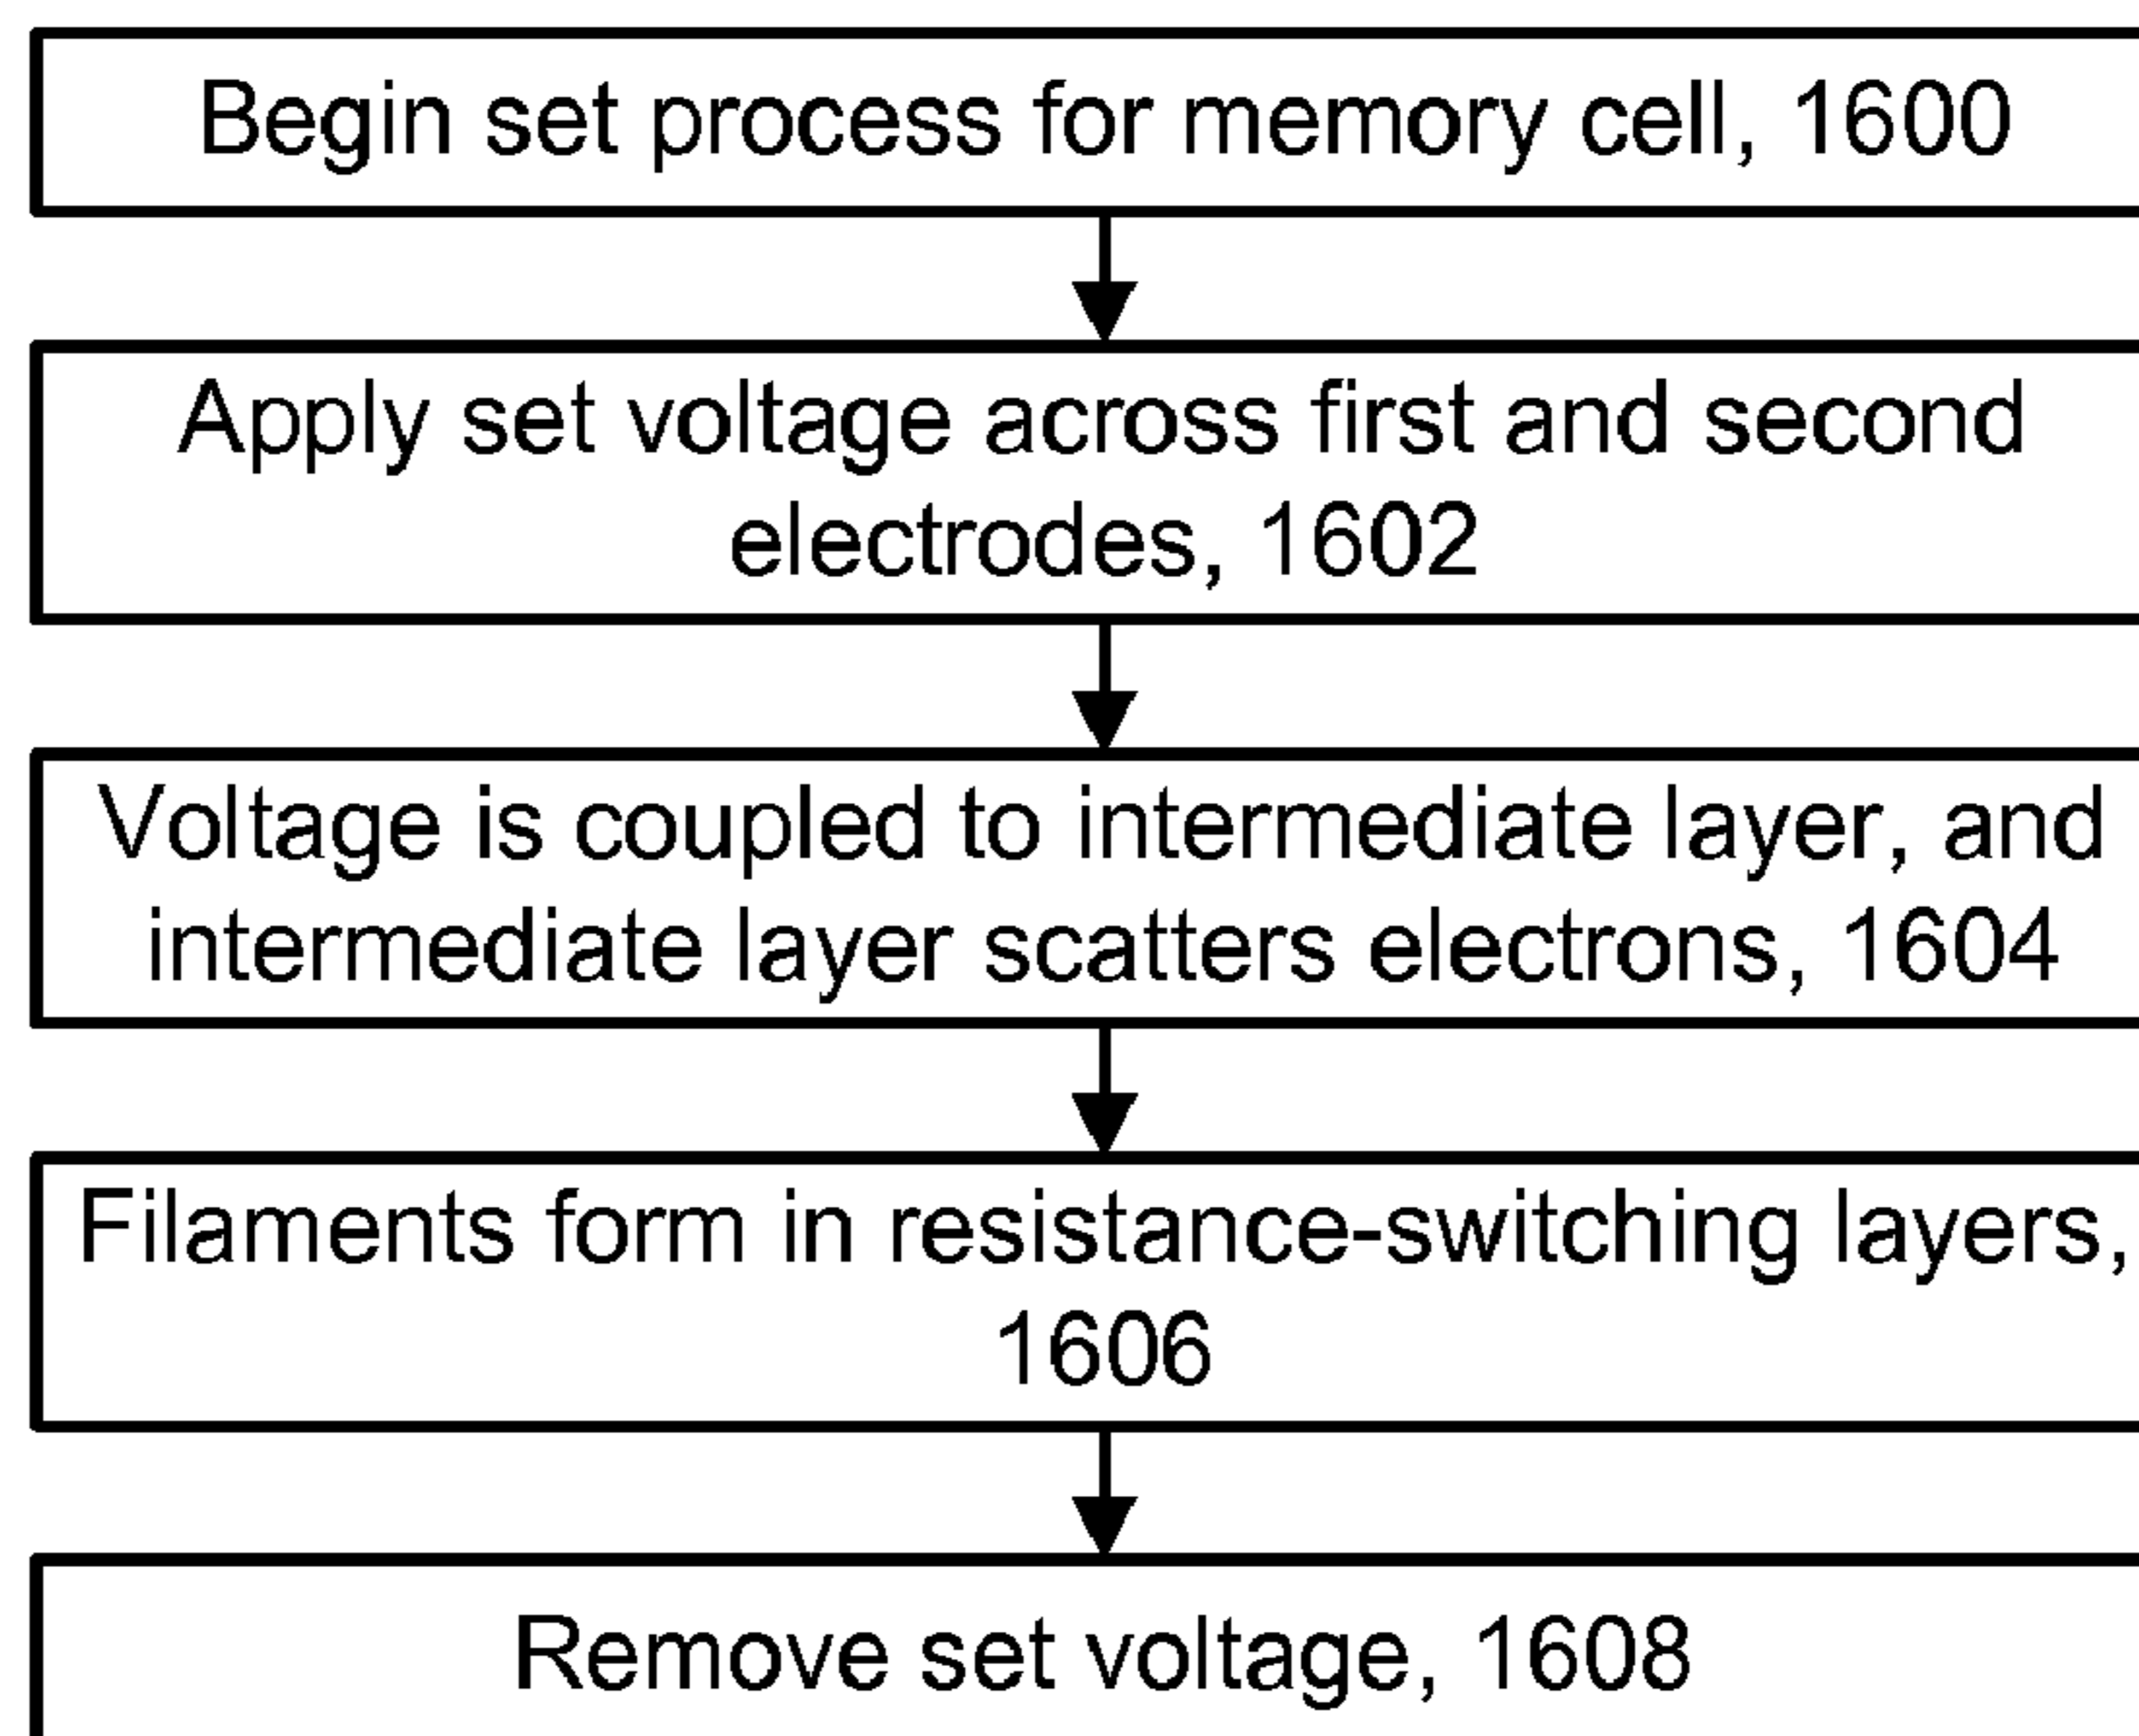 Begin set process for memory cell, 1600
Apply set voltage across first and second
electrodes, 1602
Voltage is coupled to intermediate layer, and
intermediate layer scatters electrons, 1604
Filaments form in resistance-switching layers,
1606
Remove set voltage, 1608